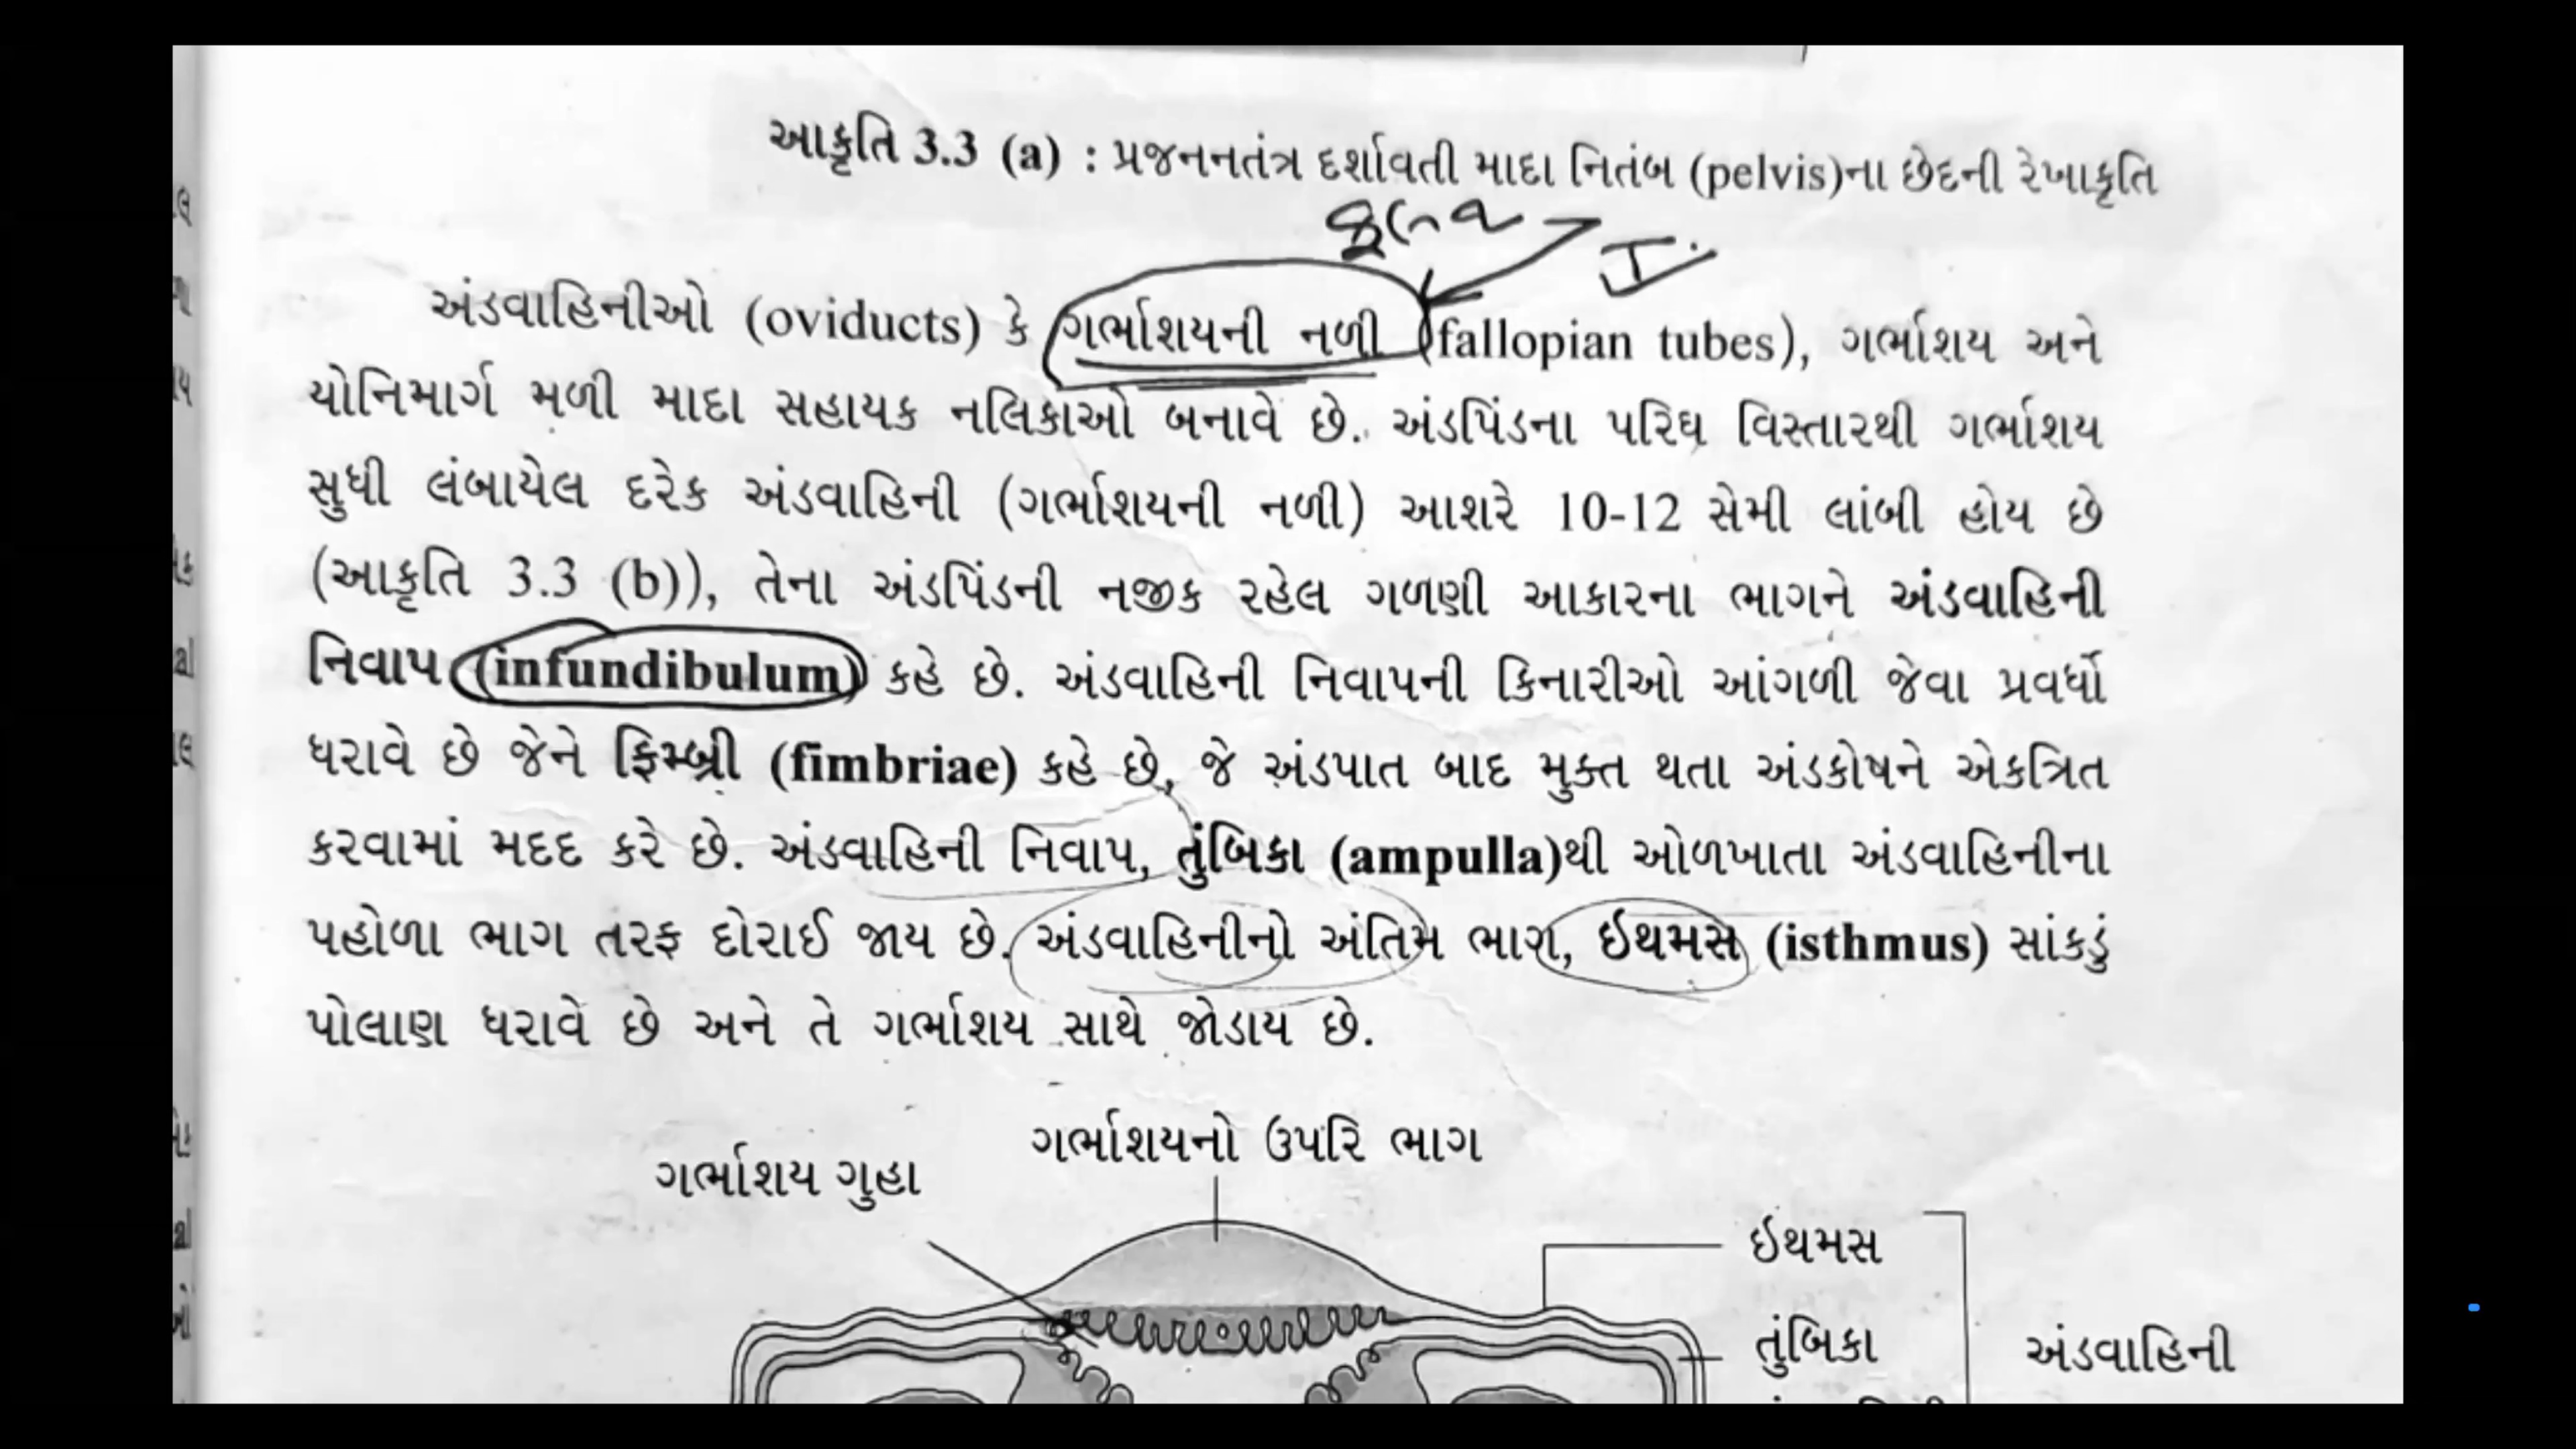 આકૃતિ 3.3 (a) : પ્રજનનતંત્ર દર્શાવતી માદા નિતંબ (pelvis)ના છેદની રેખાકૃતિ
અંડવાહિનીઓ (oviducts) કે ગર્ભાશયની નળી (fallopian tubes), ગર્ભાશય અને
યોનિમાર્ગ મળી માદા સહાયક નલિકાઓ બનાવે છે. અંડપિંડના પરિઘ વિસ્તારથી ગર્ભાશય
સુધી લંબાયેલ દરેક અંડવાહિની (ગર્ભાશયની નળી) આશરે 10-12 સેમી લાંબી હોય છે
(આકૃતિ 3.3 (b)), તેના અંડપિંડની નજીક રહેલ ગળણી આકારના ભાગને અંડવાહિની
નિવાપ (infundibulum) કહે છે. અંડવાહિની નિવાપની કિનારીઓ આંગળી જેવા પ્રવર્ધો
ધરાવે છે જેને ફિમ્બ્રી (fimbriae) કહે છે, જે અંડપાત બાદ મુક્ત થતા અંડકોષને એકત્રિત
કરવામાં મદદ કરે છે. અંડવાહિની નિવાપ, તુંબિકા (ampulla)થી ઓળખાતા અંડવાહિનીના
પહોળા ભાગ તરફ દોરાઈ જાય છે. અંડવાહિનીનો અંતિમ ભાગ, ઇથમસ (isthmus) સાંકડું
પોલાણ ધરાવે છે અને તે ગર્ભાશય સાથે જોડાય છે.
ગર્ભાશયનો ઉપરિ ભાગ
ગર્ભાશય ગુહા
ઇથમસ
તુંબિકા
અંડવાહિની